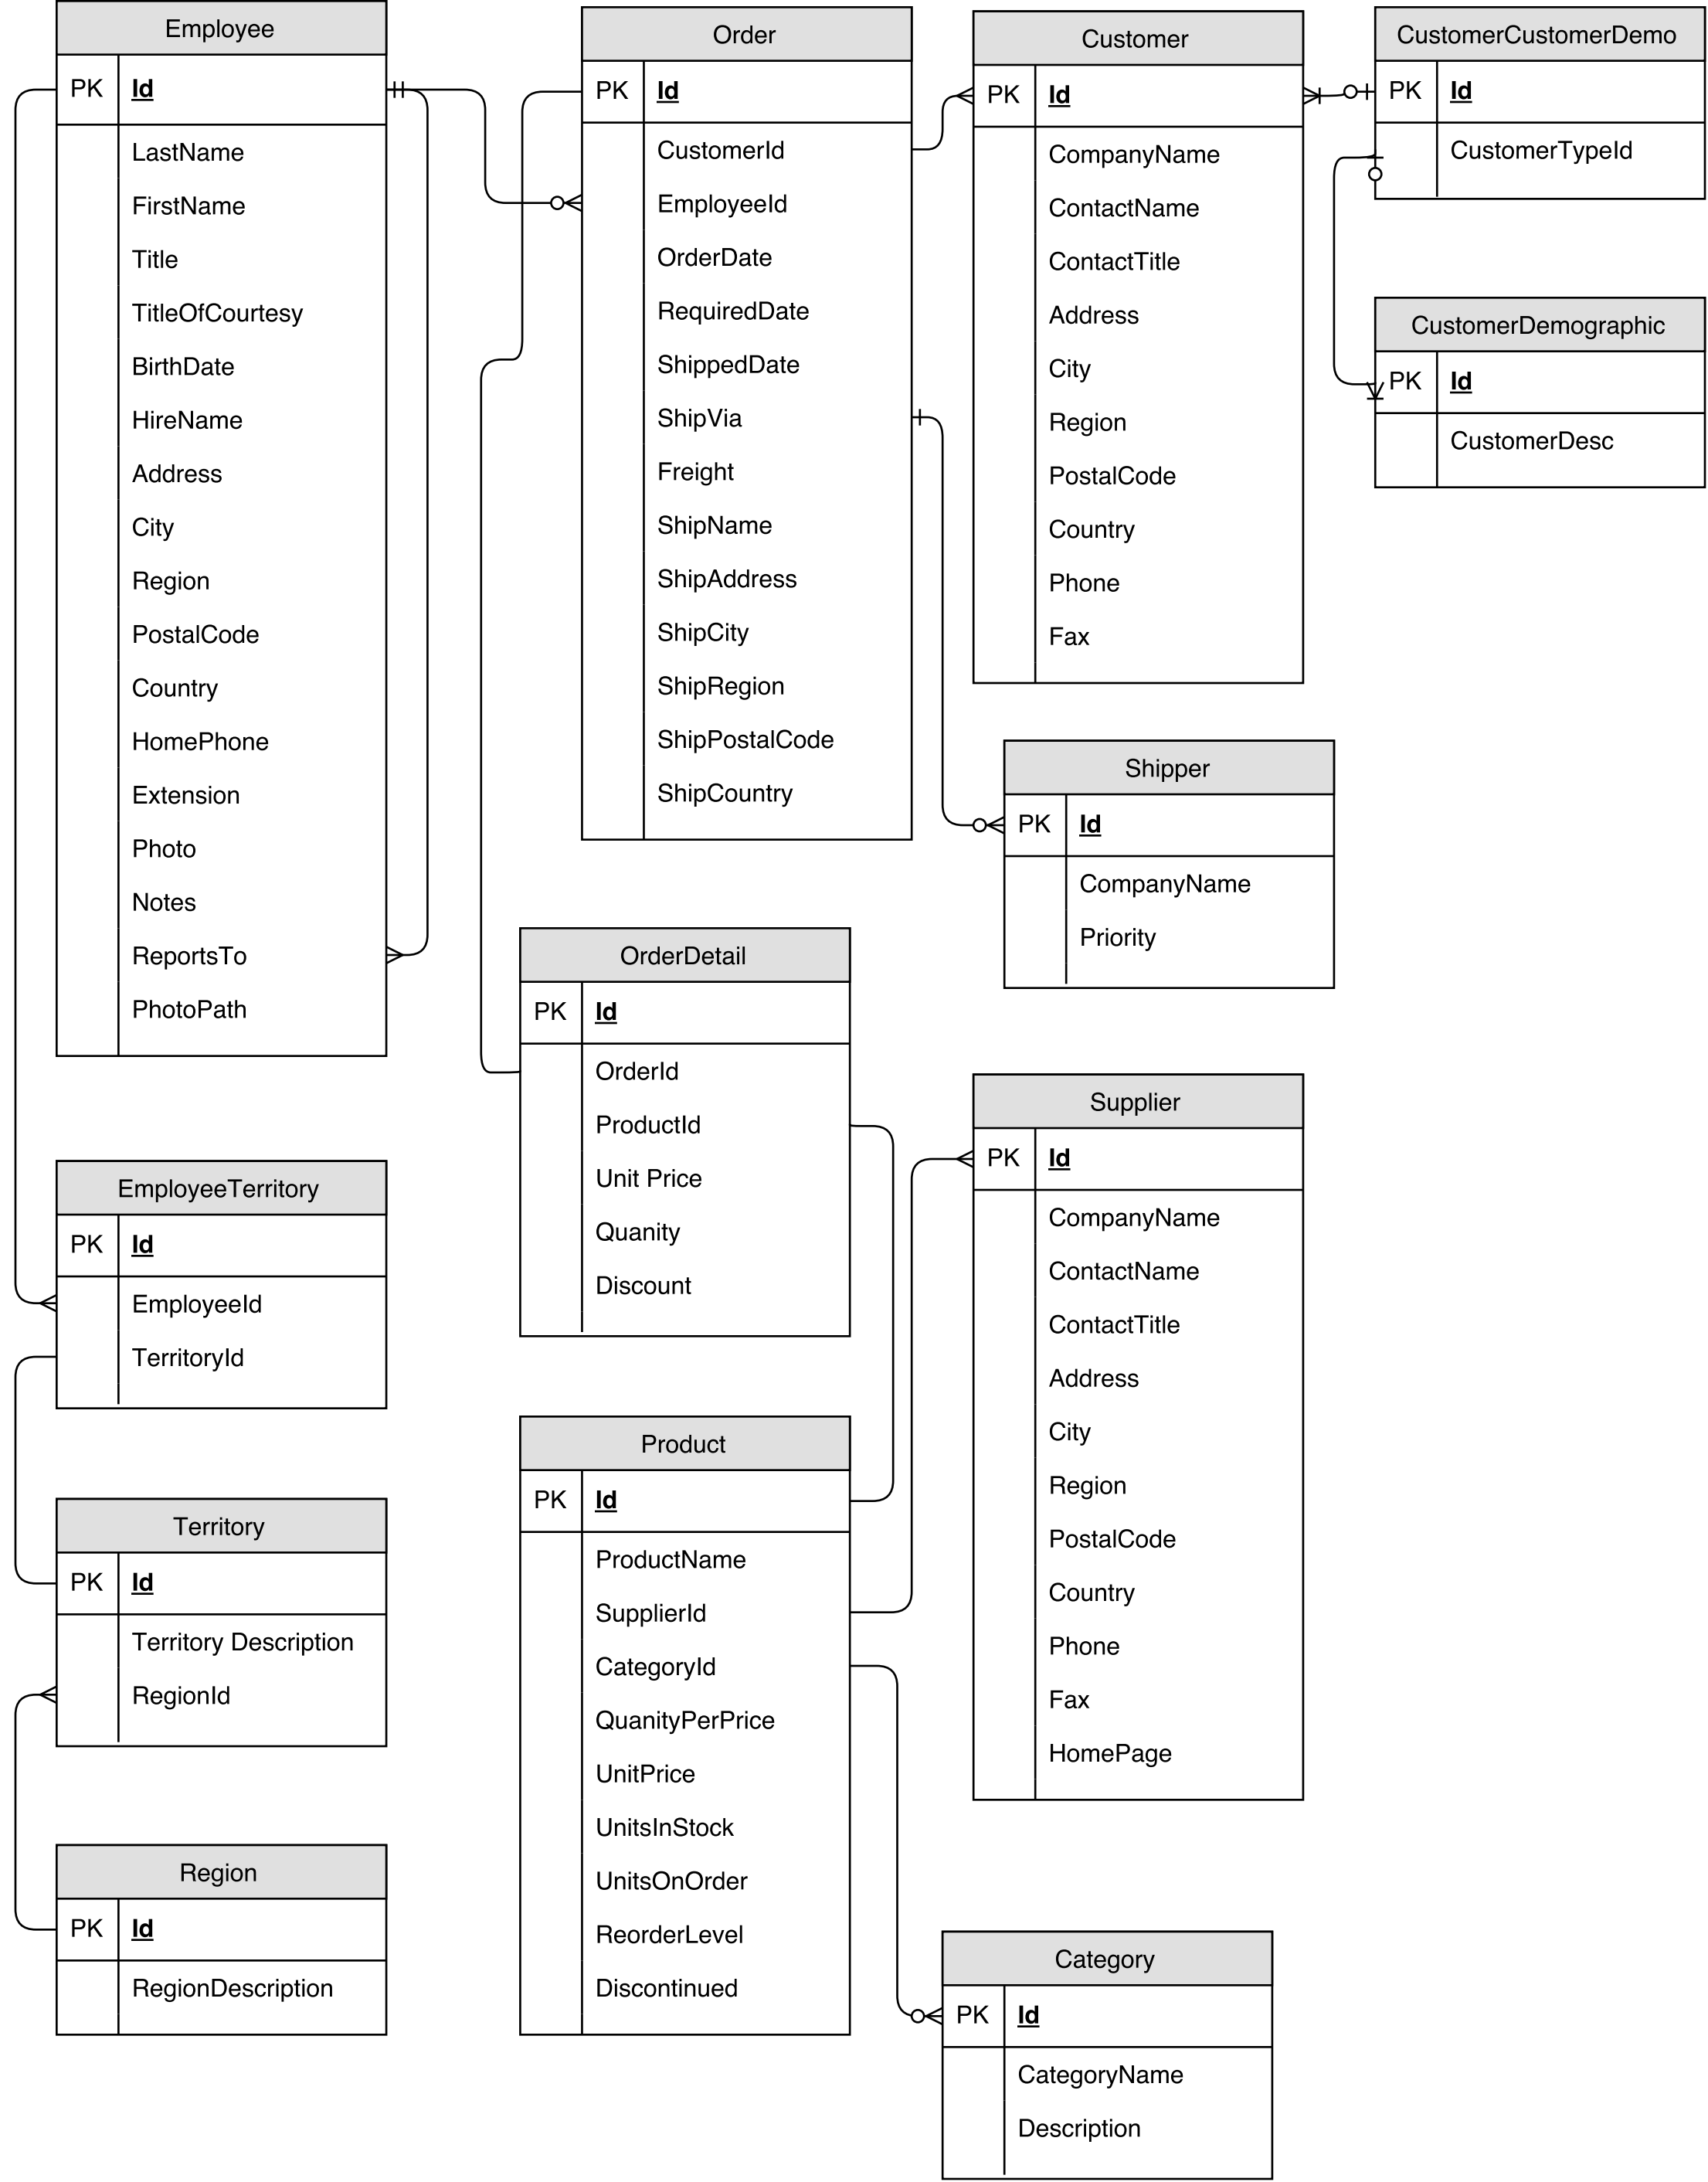 Employee
PK Id
LastName
FirstName
Title
TitleOfCourtesy
BirthDate
HireName
Address
City
Region
PostalCode
Country
HomePhone
Extension
Photo
Notes
ReportsTo
PhotoPath
Order
PK Id
CustomerId
EmployeeId
OrderDate
RequiredDate
ShippedDate
ShipVia
Freight
ShipName
ShipAddress
ShipCity
ShipRegion
ShipPostalCode
ShipCountry
Customer
PK Id
CompanyName
ContactName
ContactTitle
Address
City
Region
PostalCode
Country
Phone
Fax
CustomerCustomerDemo
PK Id
CustomerTypeId
CustomerDemographic
PK Id
CustomerDesc
Shipper
PK Id
CompanyName
Priority
OrderDetail
PK Id
OrderId
ProductId
Unit Price
Quanity
Discount
Supplier
PK Id
CompanyName
ContactName
ContactTitle
Address
City
Region
PostalCode
Country
Phone
Fax
HomePage
EmployeeTerritory
PK Id
EmployeeId
TerritoryId
Territory
PK Id
Territory Description
RegionId
Region
PK Id
RegionDescription
Product
PK Id
ProductName
SupplierId
CategoryId
QuanityPerPrice
UnitPrice
UnitsInStock
UnitsOnOrder
ReorderLevel
Discontinued
Category
PK Id
CategoryName
Description